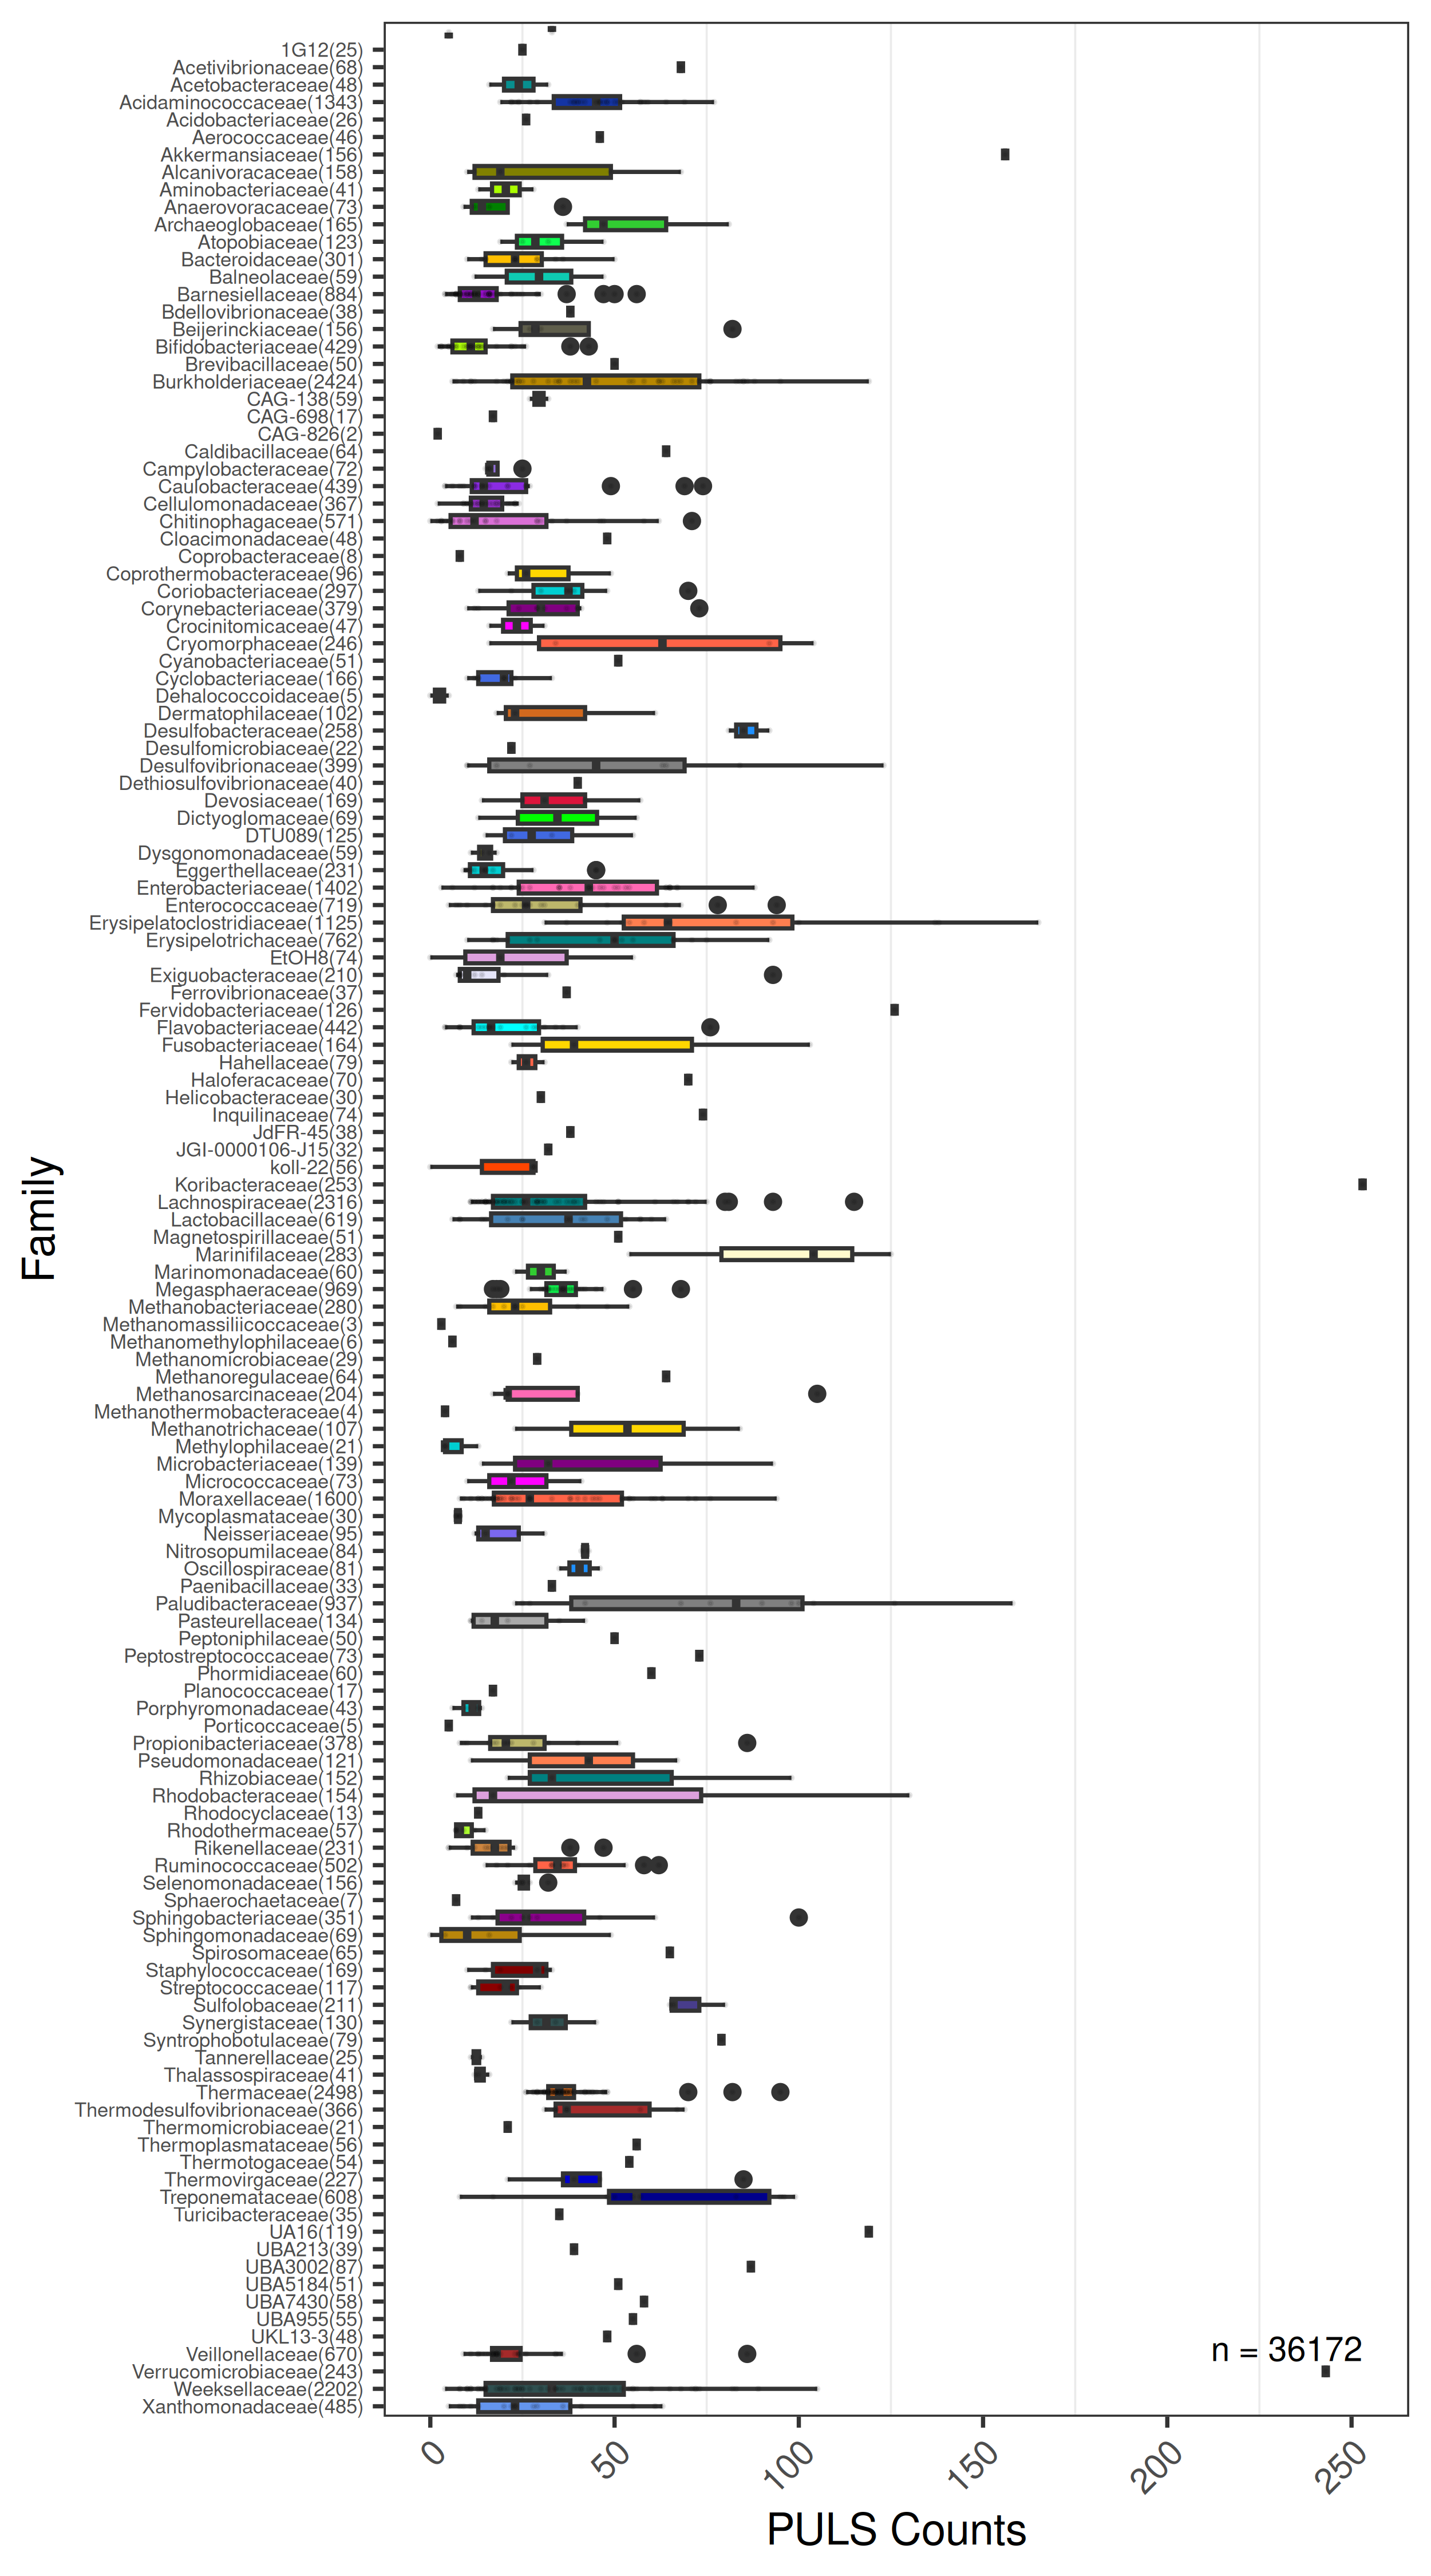 1G12(25)
Acetivibrionaceae(68)
Acetobacteraceae(48)
Acidaminococcaceae(1343)
Acidobacteriaceae(26)
Aerococcaceae(46)
Akkermansiaceae(156)
Alcanivoracaceae(158)
Aminobacteriaceae(41)
Anaerovoracaceae(73)
Archaeoglobaceae(165)
Atopobiaceae(123)
Bacteroidaceae(301)
Balneolaceae(59)
Barnesiellaceae(884)
Bdellovibrionaceae(38)
Beijerinckiaceae(156)
Bifidobacteriaceae(429)
Brevibacillaceae(50)
Burkholderiaceae(2424)
CAG-138(59)
CAG-698(17)
CAG-826(2)
Caldibacillaceae(64)
Campylobacteraceae(72)
Caulobacteraceae(439)
Cellulomonadaceae(367)
Chitinophagaceae(571)
Cloacimonadaceae(48)
Coprobacteraceae(8)
Coprothermobacteraceae(96)
Coriobacteriaceae(297)
Corynebacteriaceae(379)
Crocinitomicaceae(47)
Cryomorphaceae(246)
Cyanobacteriaceae(51)
Cyclobacteriaceae(166)
Dehalococcoidaceae(5)
Dermatophilaceae(102)
Desulfobacteraceae(258)
Desulfomicrobiaceae(22)
Desulfovibrionaceae(399)
Dethiosulfovibrionaceae(40)
Devosiaceae(169)
Dictyoglomaceae(69)
DTU089(125)
Dysgonomonadaceae(59)
Eggerthellaceae(231)
Enterobacteriaceae(1402)
Enterococcaceae(719)
Erysipelatoclostridiaceae(1125)
Erysipelotrichaceae(762)
EtOH8(74)
Exiguobacteraceae(210)
Ferrovibrionaceae(37)
Fervidobacteriaceae(126)
Flavobacteriaceae(442)
Fusobacteriaceae(164)
Hahellaceae(79)
Haloferacaceae(70)
Helicobacteraceae(30)
Inquilinaceae(74)
JdFR-45(38)
JGI-0000106-J15(32)
koll-22(56)
Koribacteraceae(253)
Lachnospiraceae(2316)
Lactobacillaceae(619)
Magnetospirillaceae(51)
Marinifilaceae(283)
Marinomonadaceae(60)
Megasphaeraceae(969)
Methanobacteriaceae(280)
Methanomassiliicoccaceae(3)
Methanomethylophilaceae(6)
Methanomicrobiaceae(29)
Methanoregulaceae(64)
Methanosarcinaceae(204)
Methanothermobacteraceae(4)
Methanotrichaceae(107)
Methylophilaceae(21)
Microbacteriaceae(139)
Micrococcaceae(73)
Moraxellaceae(1600)
Mycoplasmataceae(30)
Neisseriaceae(95)
Nitrosopumilaceae(84)
Oscillospiraceae(81)
Paenibacillaceae(33)
Paludibacteraceae(937)
Pasteurellaceae(134)
Peptoniphilaceae(50)
Peptostreptococcaceae(73)
Phormidiaceae(60)
Planococcaceae(17)
Porphyromonadaceae(43)
Porticoccaceae(5)
Propionibacteriaceae(378)
Pseudomonadaceae(121)
Rhizobiaceae(152)
Rhodobacteraceae(154)
Rhodocyclaceae(13)
Rhodothermaceae(57)
Rikenellaceae(231)
Ruminococcaceae(502)
Selenomonadaceae(156)
Sphaerochaetaceae(7)
Sphingobacteriaceae(351)
Sphingomonadaceae(69)
Spirosomaceae(65)
Staphylococcaceae(169)
Streptococcaceae(117)
Sulfolobaceae(211)
Synergistaceae(130)
Syntrophobotulaceae(79)
Tannerellaceae(25)
Thalassospiraceae(41)
Thermaceae(2498)
Thermodesulfovibrionaceae(366)
Thermomicrobiaceae(21)
Thermoplasmataceae(56)
Thermotogaceae(54)
Thermovirgaceae(227)
Treponemataceae(608)
Turicibacteraceae(35)
UA16(119)
UBA213(39)
UBA3002(87)
UBA5184(51)
UBA7430(58)
UBA955(55)
UKL13-3(48)
Veillonellaceae(670)
Verrucomicrobiaceae(243)
Weeksellaceae(2202)
Xanthomonadaceae(485)
Family
n = 36172
0 50 100 150 200 250
PULS Counts